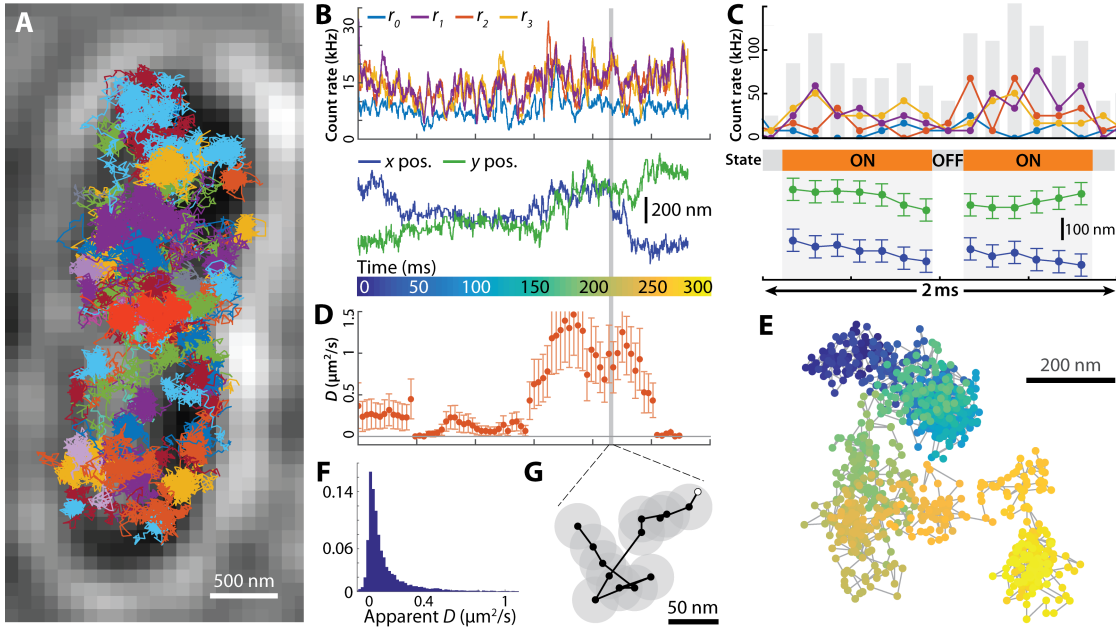 A
500 nm
B
r0 r1 r2 r3
Count rate (kHz)
30
15
0
x pos. y pos.
200 nm
Time (ms)
0 50 100 150 200 250 300
C
Count rate (kHz)
100
50
0
State ON OFF ON
100 nm
2 ms
D
D (μm²/s)
1.5
1
0.5
0
E
200 nm
F
0.14
0.06
0
0 0.4 1
Apparent D (μm²/s)
G
50 nm